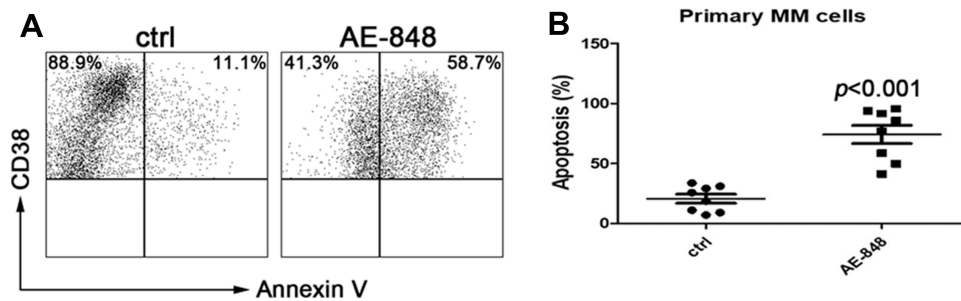 A
ctrl
AE-848
88.9%
11.1%
41.3%
58.7%
CD38
Annexin V
B
Primary MM cells
150
100
50
0
Apoptosis (%)
p<0.001
ctrl
AE-848